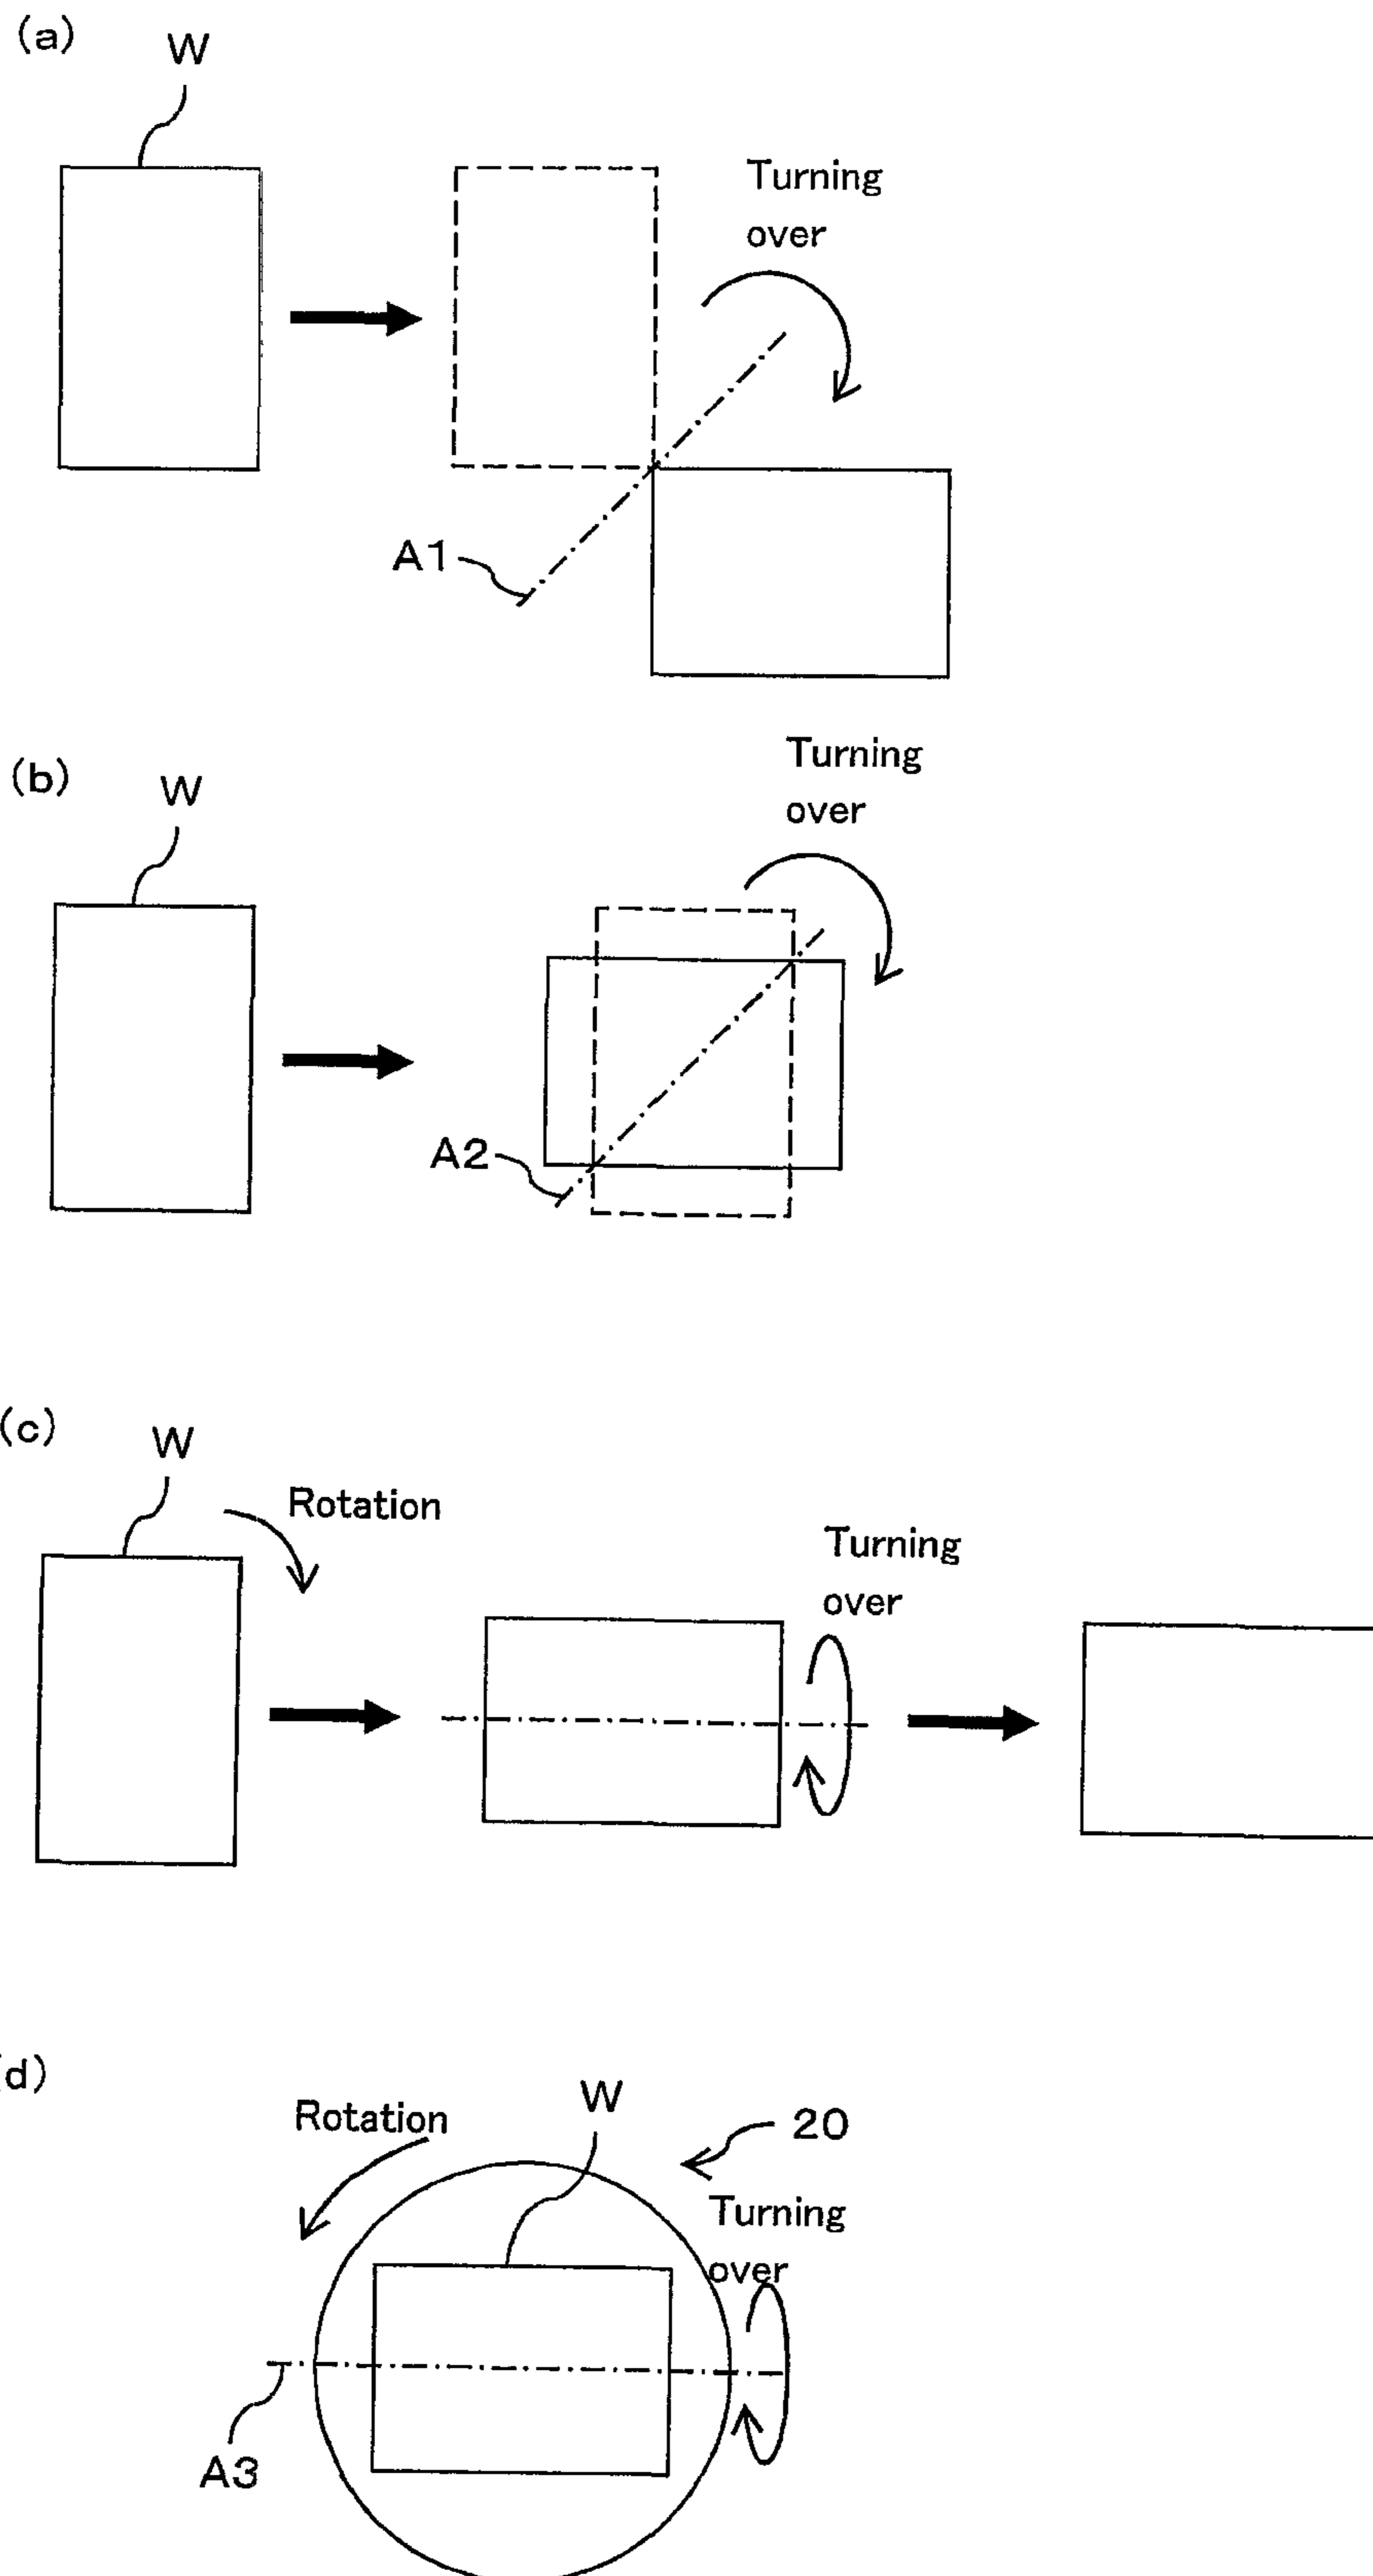 (a)
W
Turning
over
A1
(b)
W
Turning
over
A2
(c)
W
Rotation
Turning
over
(d)
Rotation
W
20
Turning
over
A3